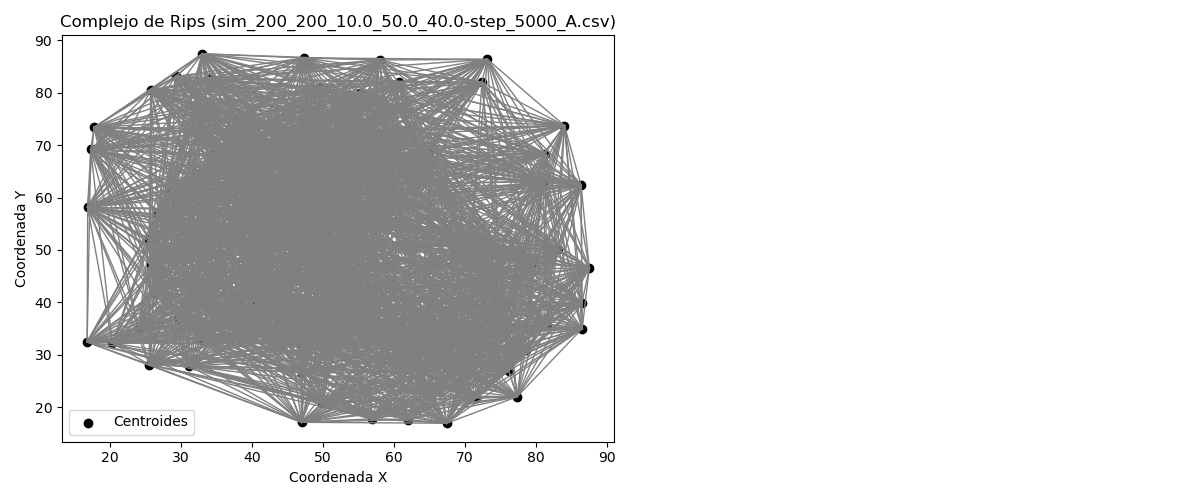 Complejo de Rips (sim_200_200_10.0_50.0_40.0-step_5000_A.csv)
90
80
70
60
50
40
30
20
Coordenada Y
Centroides
20 30 40 50 60 70 80 90
Coordenada X